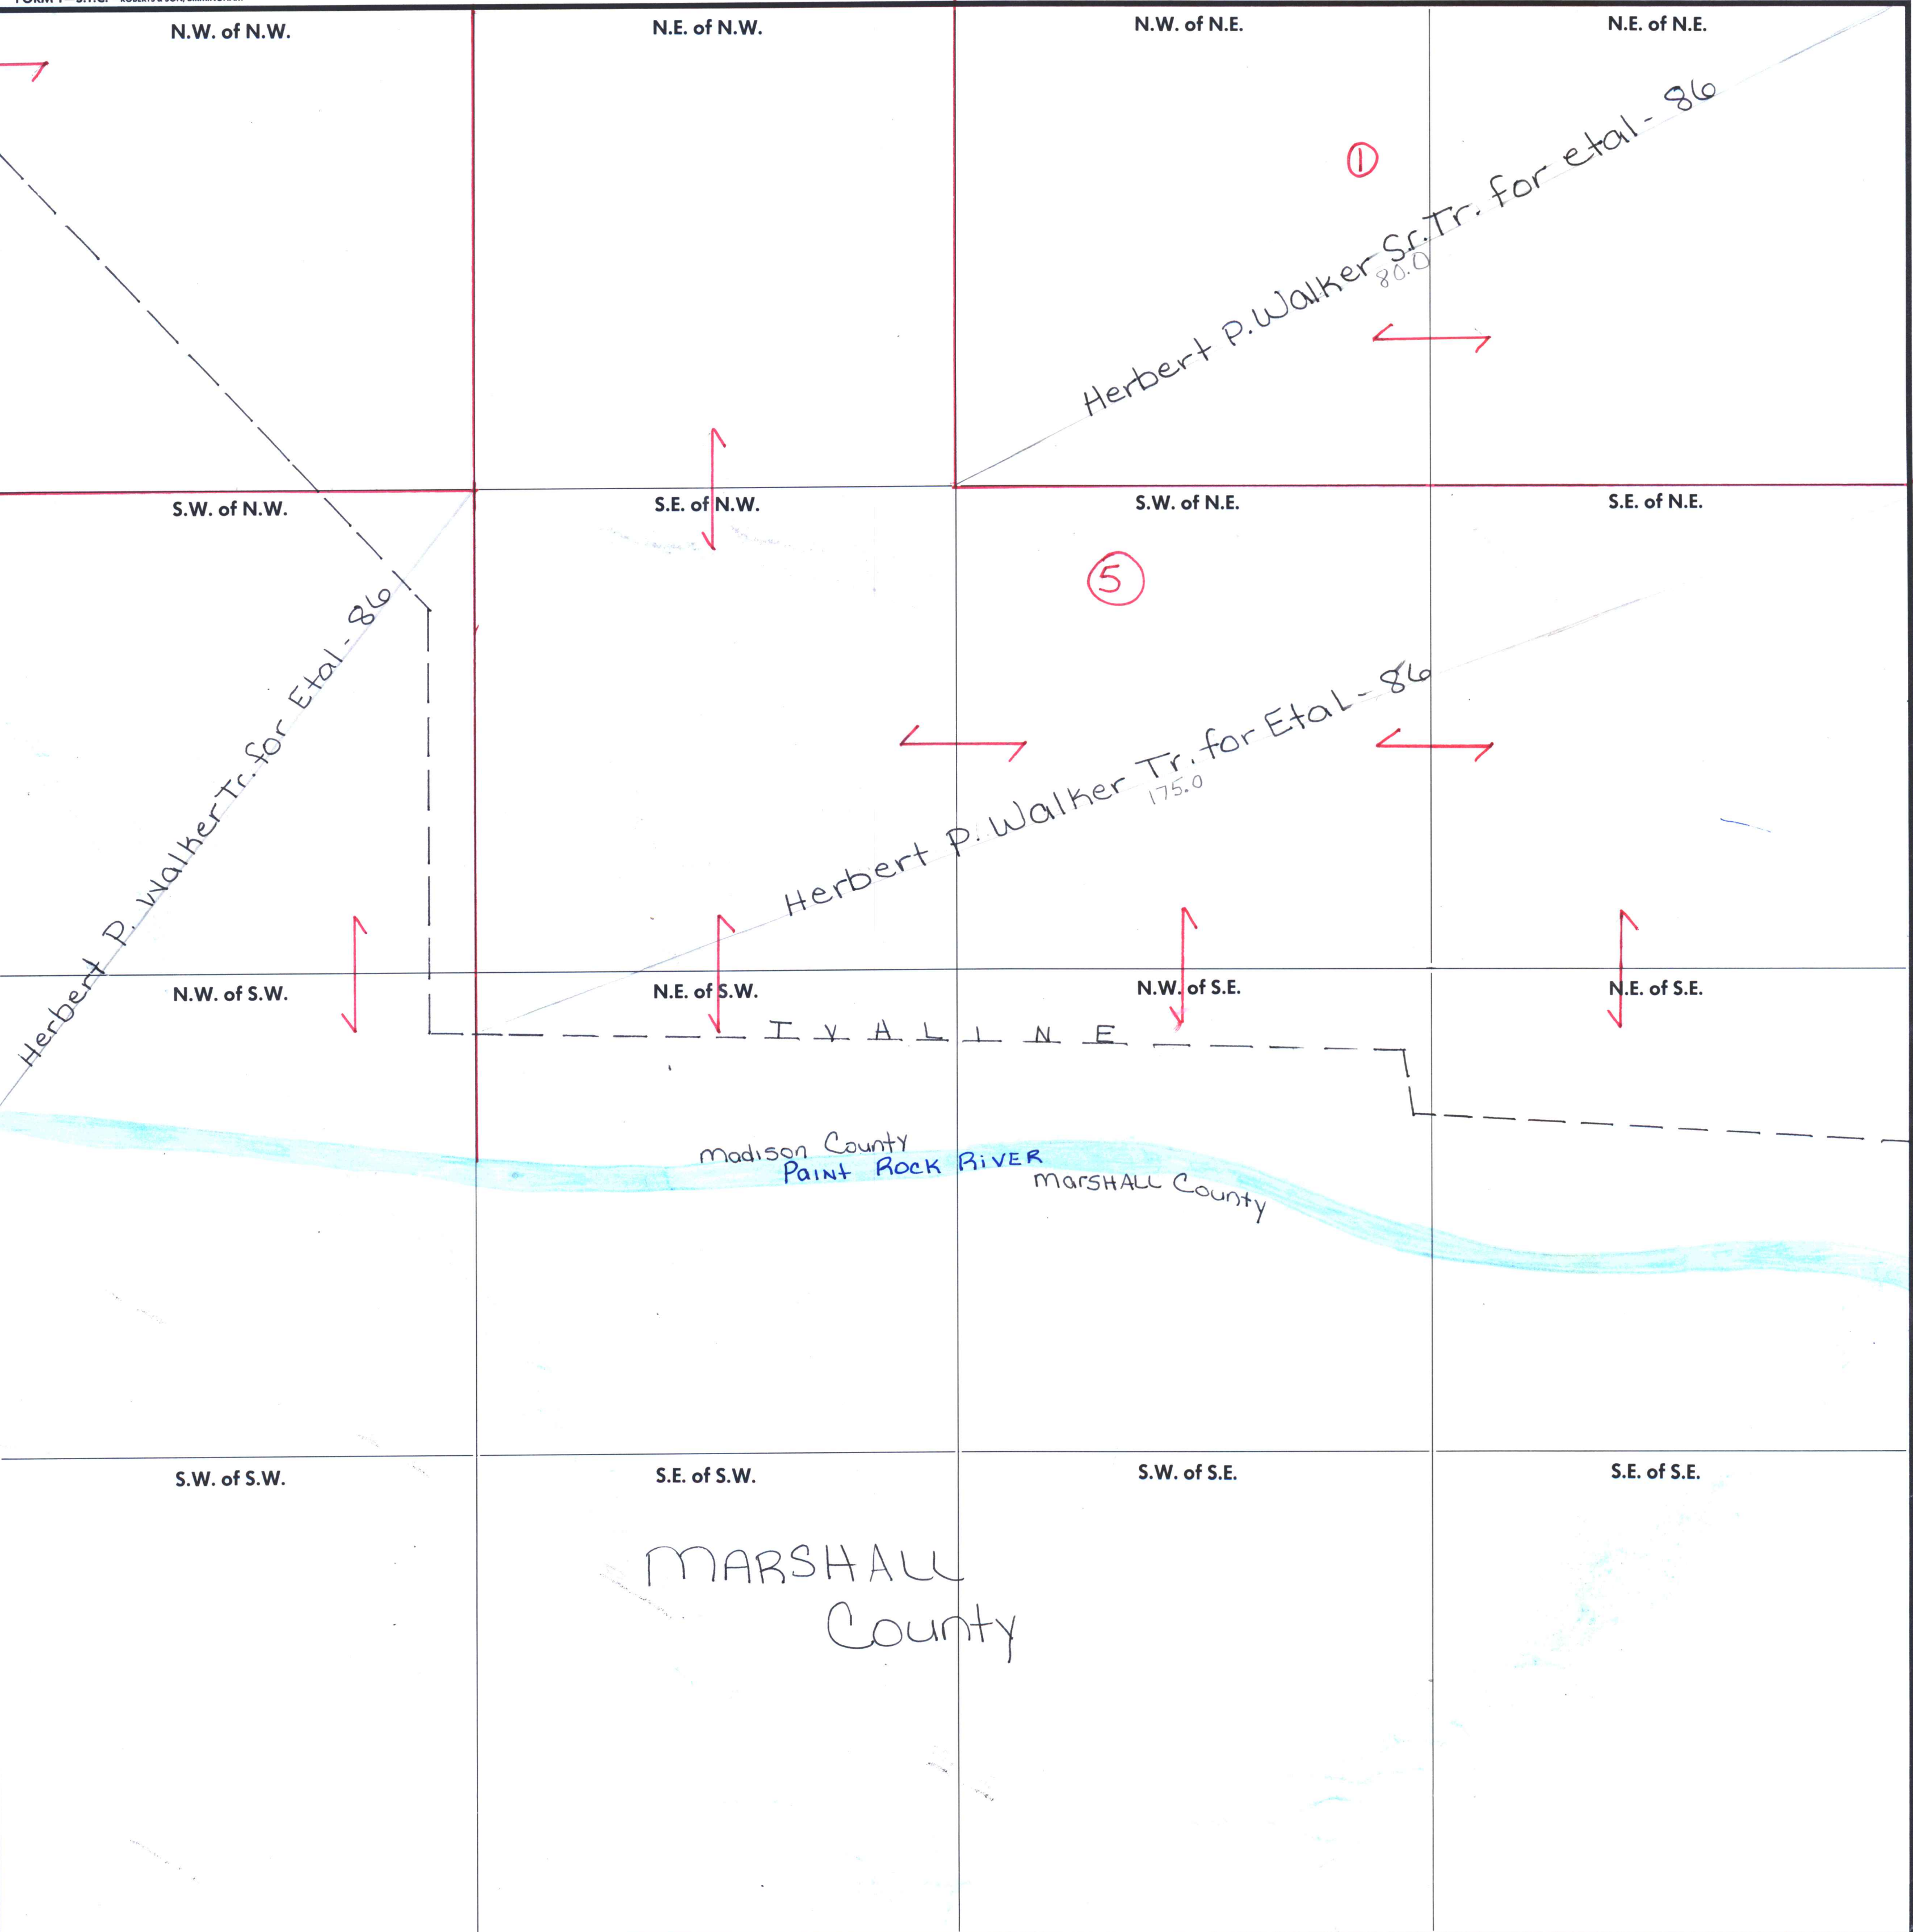 N.W. of N.W.
N.E. of N.W.
N.W. of N.E.
N.E. of N.E.
1
Herbert P. Walker Sr. Tr. for etal - 86
80.0
S.W. of N.W.
S.E. of N.W.
S.W. of N.E.
S.E. of N.E.
5
Herbert P. Walker Tr. for Etal - 86
Herbert P. Walker Tr. for Etal - 86
175.0
N.W. of S.W.
N.E. of S.W.
N.W. of S.E.
N.E. of S.E.
I V A L I N E
Madison County
PAINT ROCK RIVER
MARSHALL County
S.W. of S.W.
S.E. of S.W.
S.W. of S.E.
S.E. of S.E.
MARSHALL
County